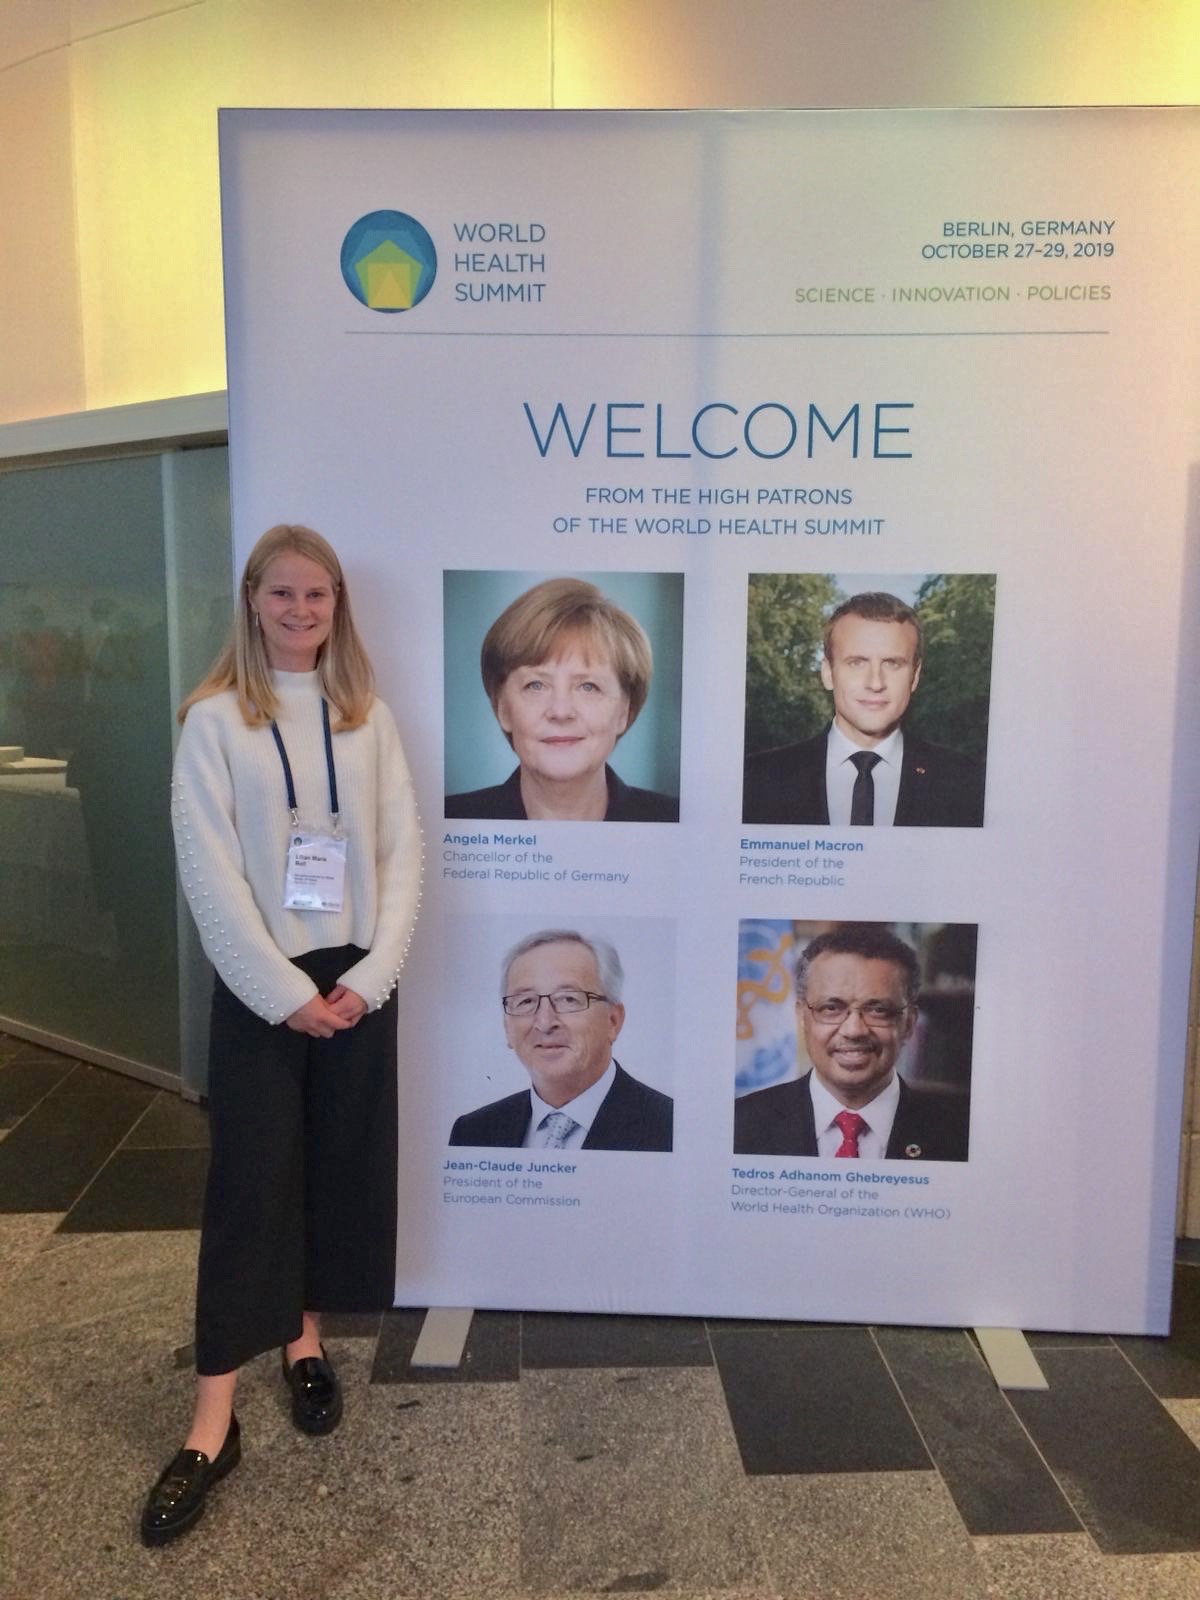 WORLD
HEALTH
SUMMIT
BERLIN, GERMANY
OCTOBER 27–29, 2019
SCIENCE · INNOVATION · POLICIES
WELCOME
FROM THE HIGH PATRONS
OF THE WORLD HEALTH SUMMIT
Angela Merkel
Chancellor of the
Federal Republic of Germany
Emmanuel Macron
President of the
French Republic
Jean-Claude Juncker
President of the
European Commission
Tedros Adhanom Ghebreyesus
Director-General of the
World Health Organization (WHO)
Lilian Marie